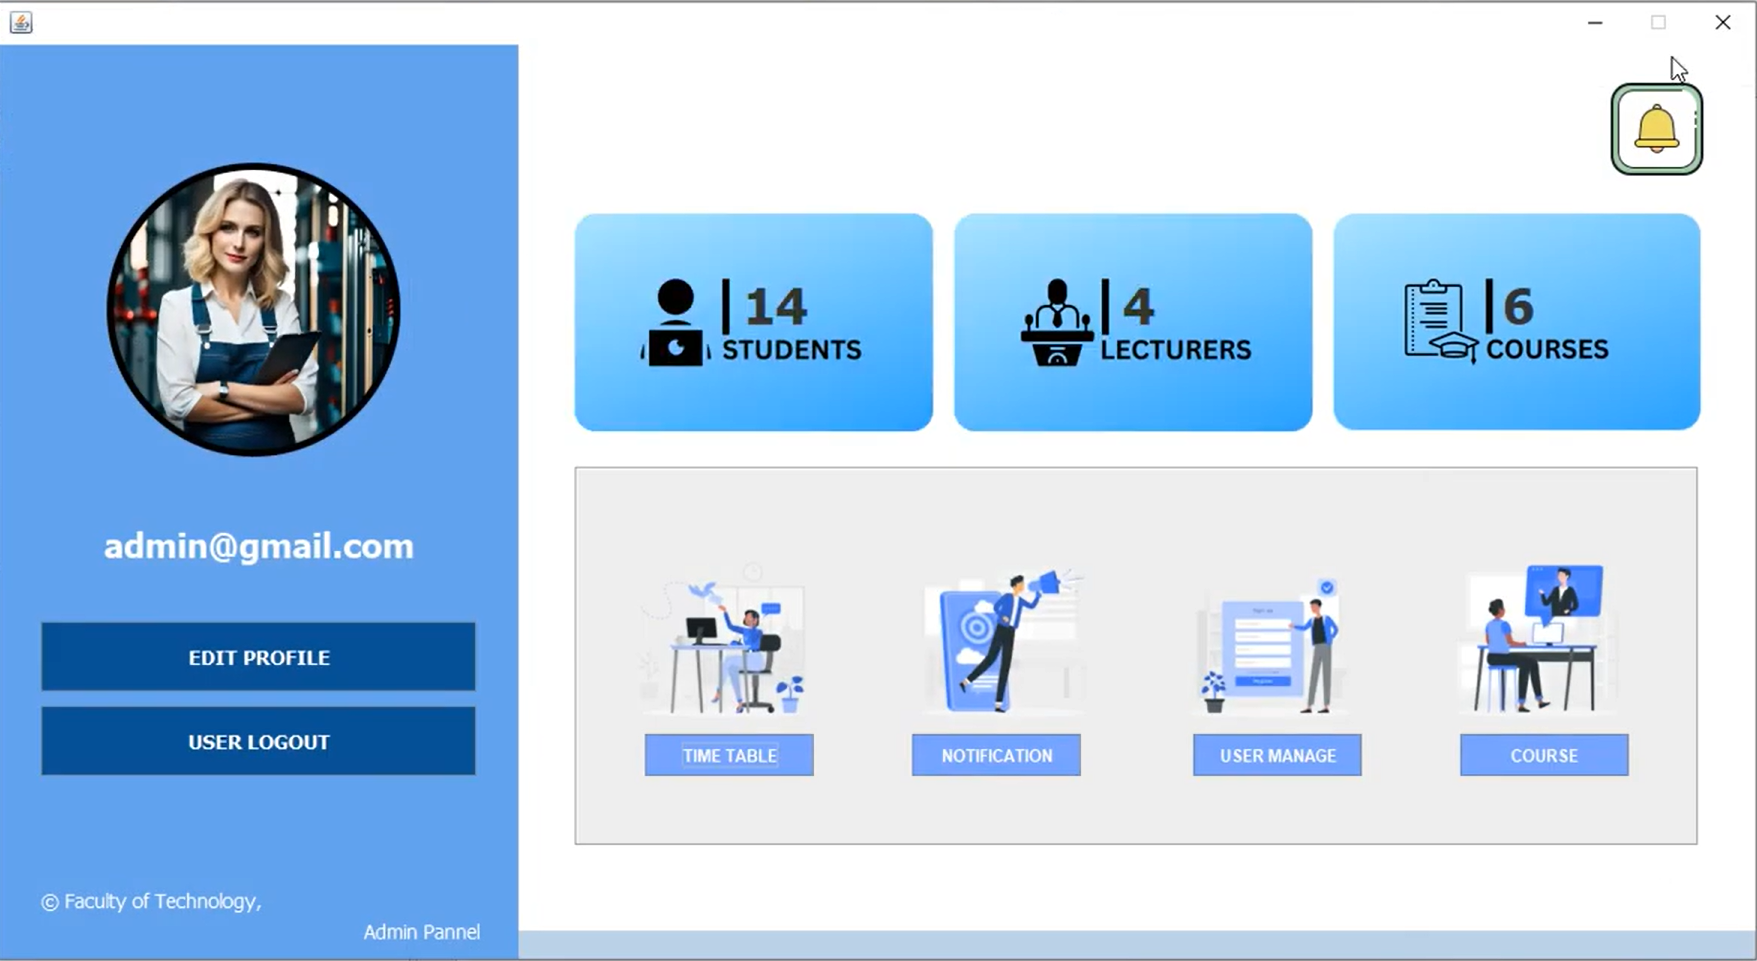 admin@gmail.com
EDIT PROFILE
USER LOGOUT
© Faculty of Technology,
Admin Pannel
14
STUDENTS
4
LECTURERS
6
COURSES
TIME TABLE
NOTIFICATION
USER MANAGE
COURSE